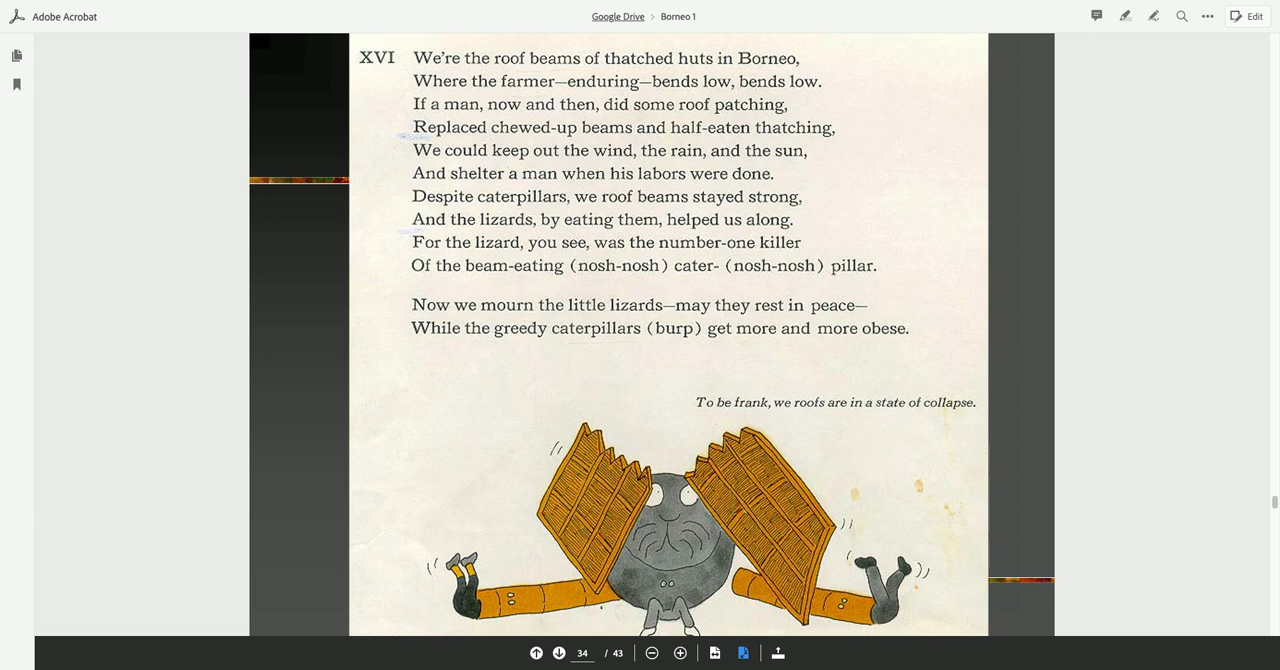 Adobe Acrobat
Google Drive > Borneo 1
Edit
XVI We're the roof beams of thatched huts in Borneo,
Where the farmer—enduring—bends low, bends low.
If a man, now and then, did some roof patching,
Replaced chewed-up beams and half-eaten thatching,
We could keep out the wind, the rain, and the sun,
And shelter a man when his labors were done.
Despite caterpillars, we roof beams stayed strong,
And the lizards, by eating them, helped us along.
For the lizard, you see, was the number-one killer
Of the beam-eating (nosh-nosh) cater- (nosh-nosh) pillar.
Now we mourn the little lizards—may they rest in peace—
While the greedy caterpillars (burp) get more and more obese.
To be frank, we roofs are in a state of collapse.
34 / 43